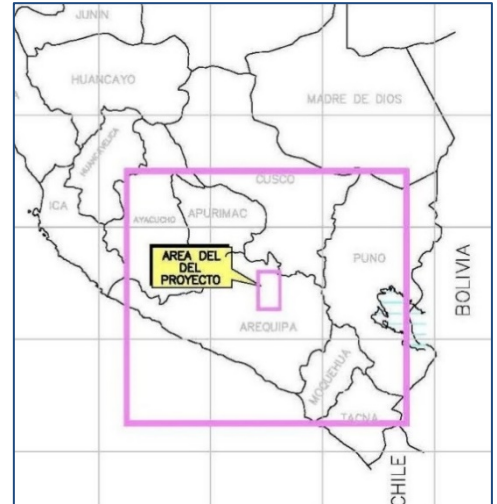 JUNIN
HUANCAYO
MADRE DE DIOS
HUANCAVELICA
CUSCO
ICA
AYACUCHO
APURIMAC
AREA DEL
DEL
PROYECTO
PUNO
BOLIVIA
AREQUIPA
MOQUEHUA
TACNA
CHILE